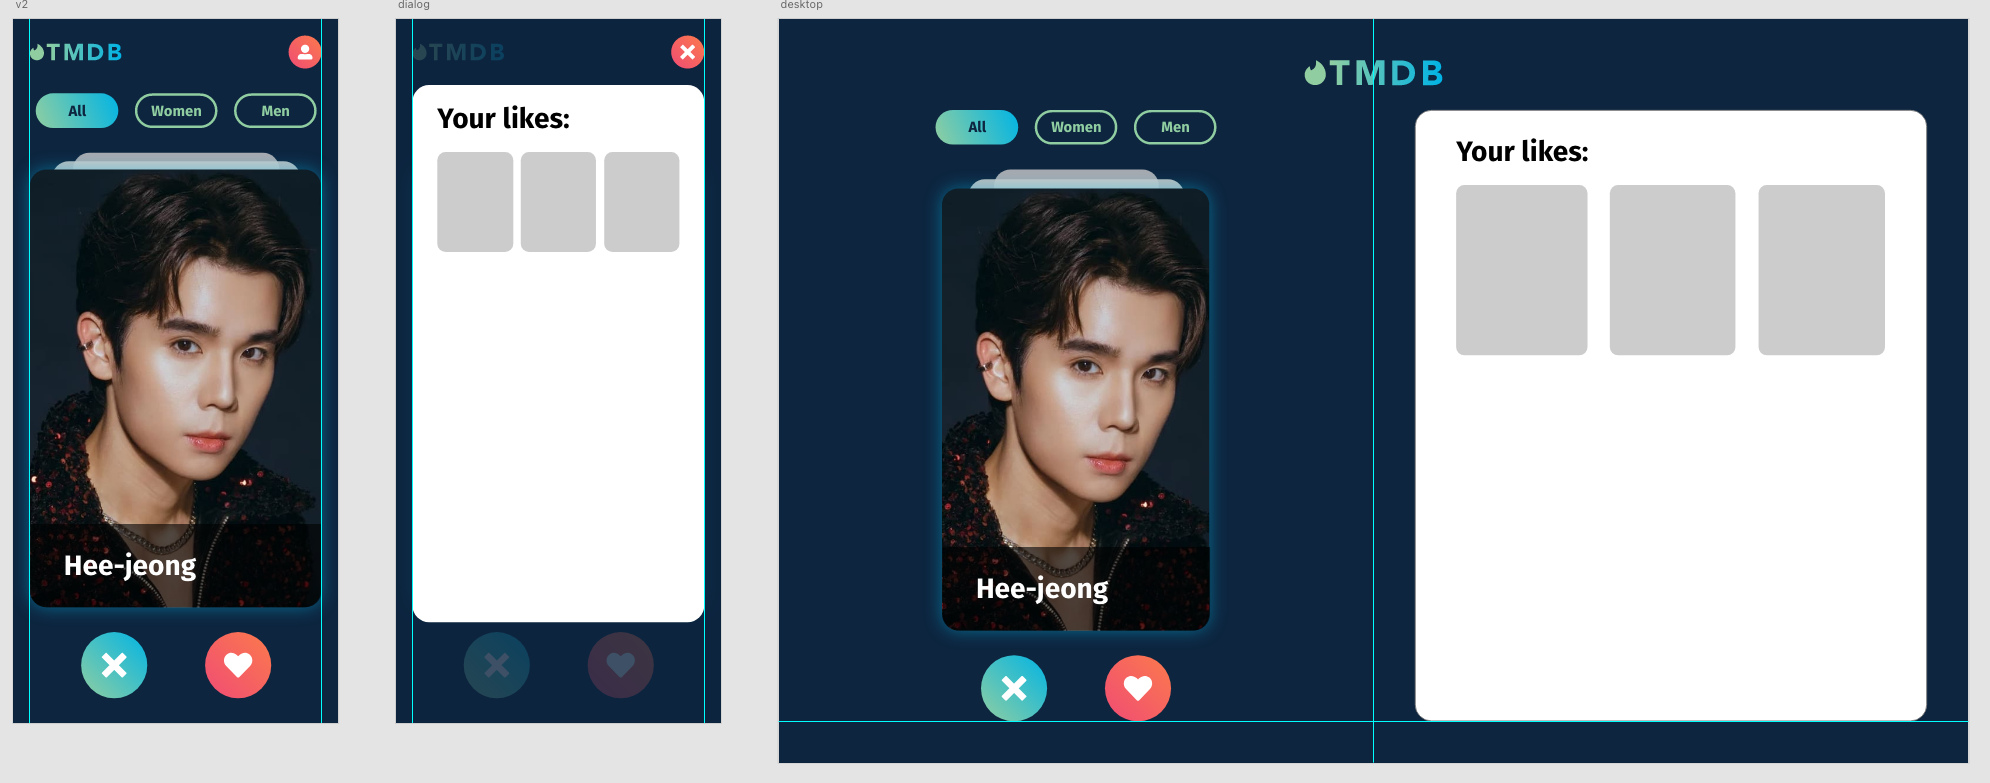 v2
TMDB
All
Women
Men
Hee-jeong
dialog
TMDB
Your likes:
desktop
TMDB
All
Women
Men
Hee-jeong
Your likes: